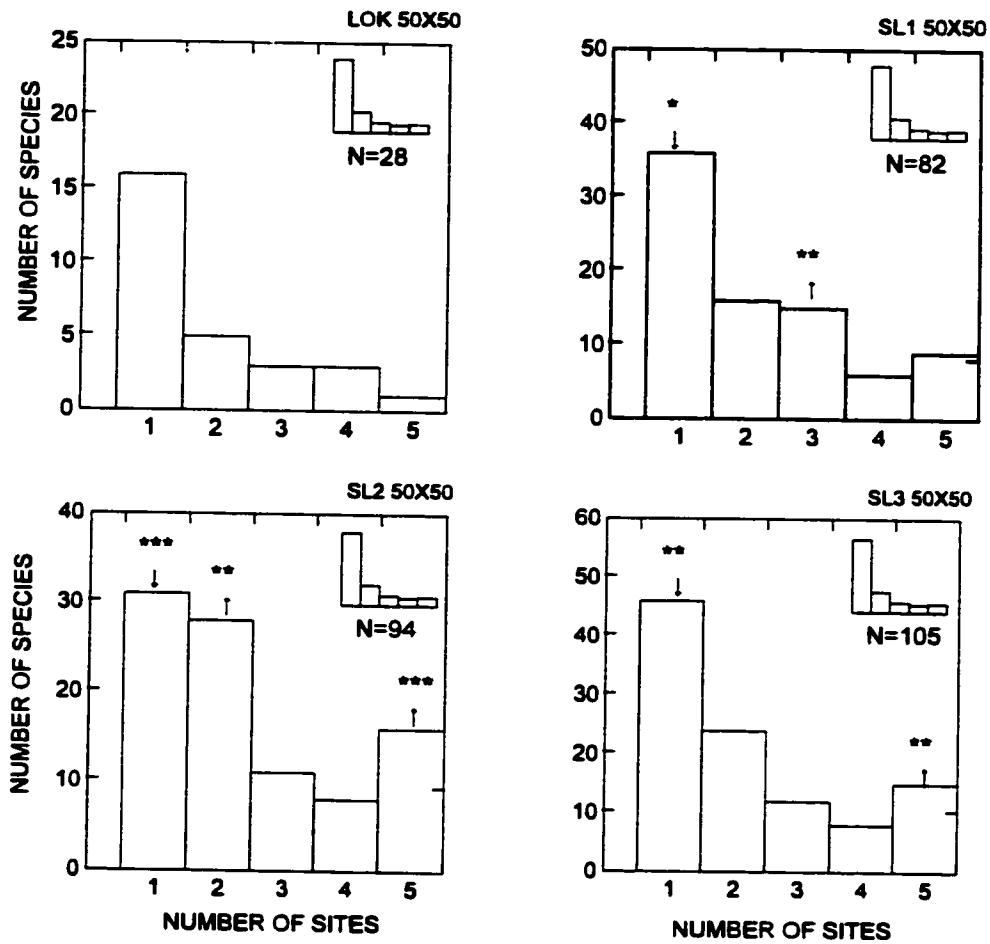 LOK 50X50
NUMBER OF SPECIES
25
20
15
10
5
0
N=28
1 2 3 4 5
SL1 50X50
50
40
30
20
10
0
*
**
N=82
1 2 3 4 5
SL2 50X50
NUMBER OF SPECIES
40
30
20
10
0
***
**
***
N=94
1 2 3 4 5
NUMBER OF SITES
SL3 50X50
60
50
40
30
20
10
0
**
**
N=105
1 2 3 4 5
NUMBER OF SITES